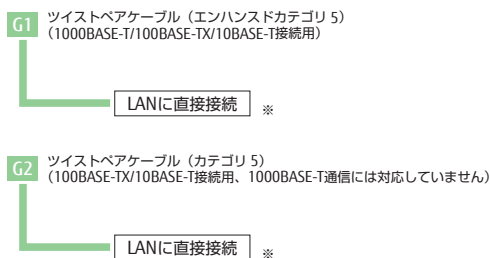 G1 ツイストペアケーブル（エンハンスドカテゴリ 5）
（1000BASE-T/100BASE-TX/10BASE-T接続用）
LANに直接接続 ※
G2 ツイストペアケーブル（カテゴリ 5）
（100BASE-TX/10BASE-T接続用、1000BASE-T通信には対応していません）
LANに直接接続 ※